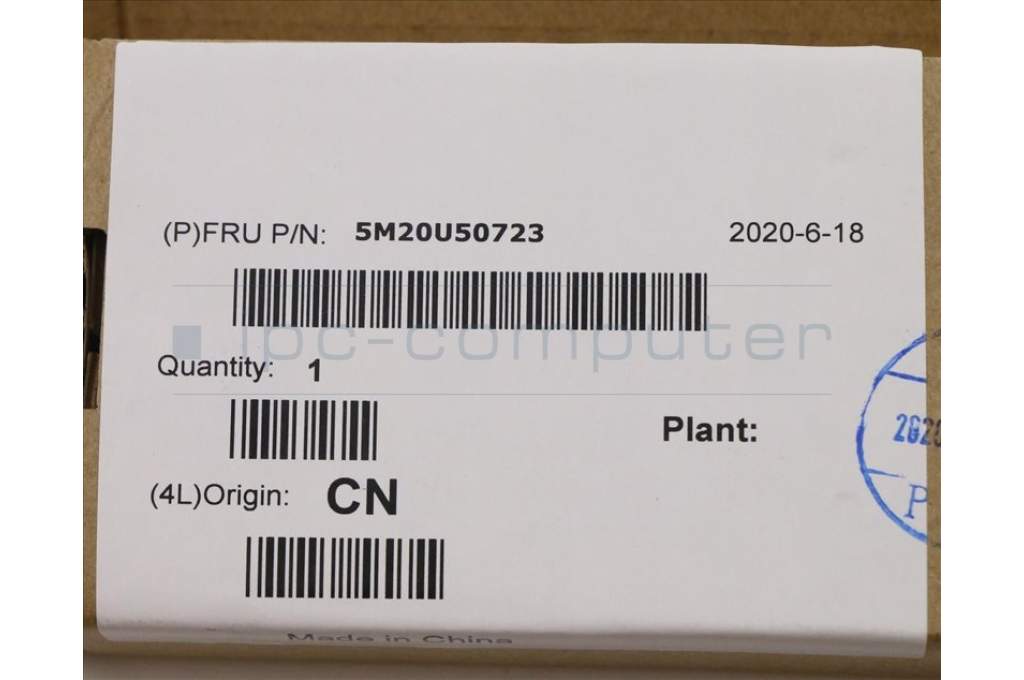 (P)FRU P/N: 5M20U50723 2020-6-18
ipc-computer
Quantity: 1
Plant:
(4L)Origin: CN
Made in China